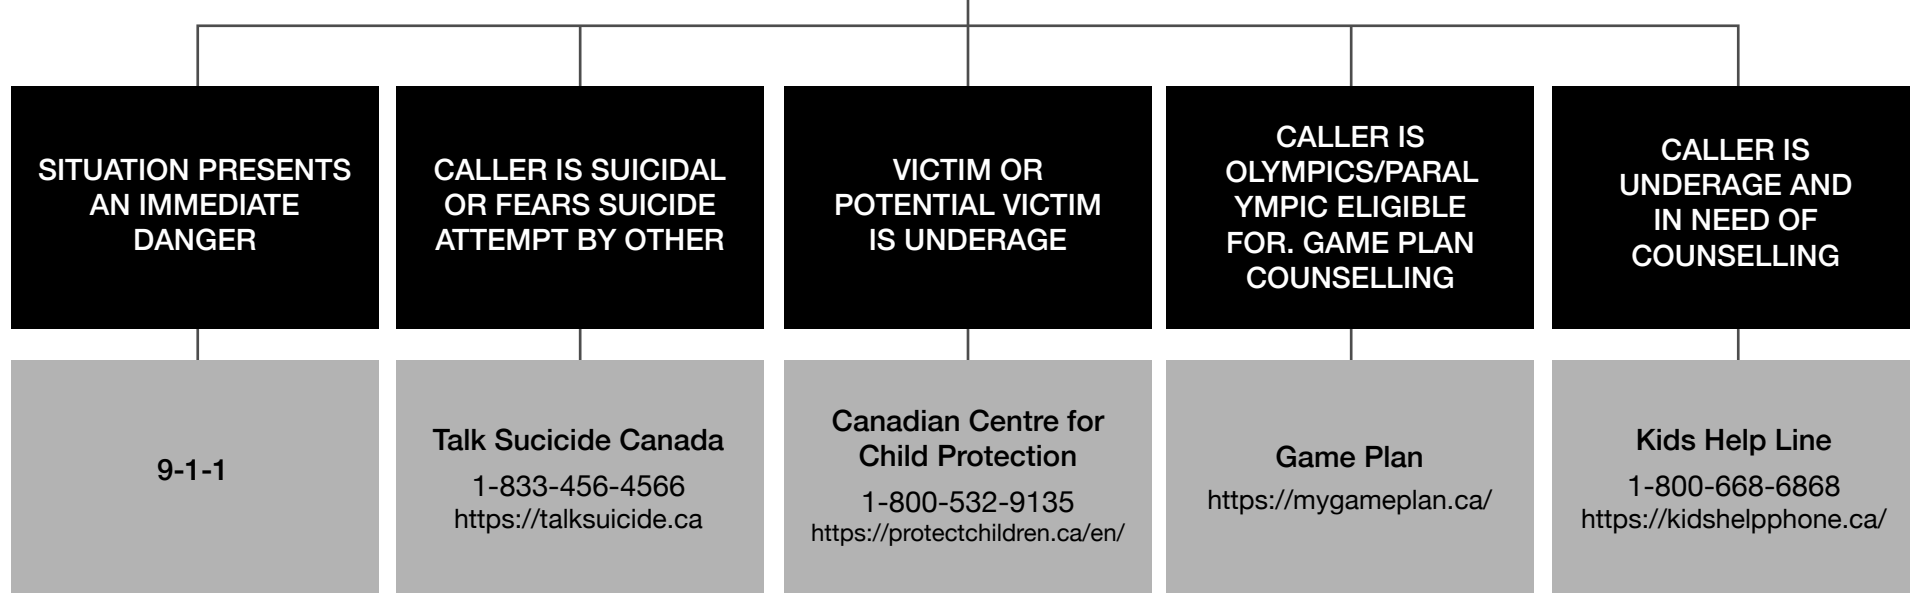 SITUATION PRESENTS
AN IMMEDIATE
DANGER
CALLER IS SUICIDAL
OR FEARS SUICIDE
ATTEMPT BY OTHER
VICTIM OR
POTENTIAL VICTIM
IS UNDERAGE
CALLER IS
OLYMPICS/PARAL
YMPIC ELIGIBLE
FOR. GAME PLAN
COUNSELLING
CALLER IS
UNDERAGE AND
IN NEED OF
COUNSELLING
9-1-1
Talk Sucicide Canada
1-833-456-4566
https://talksuicide.ca
Canadian Centre for
Child Protection
1-800-532-9135
https://protectchildren.ca/en/
Game Plan
https://mygameplan.ca/
Kids Help Line
1-800-668-6868
https://kidshelpphone.ca/